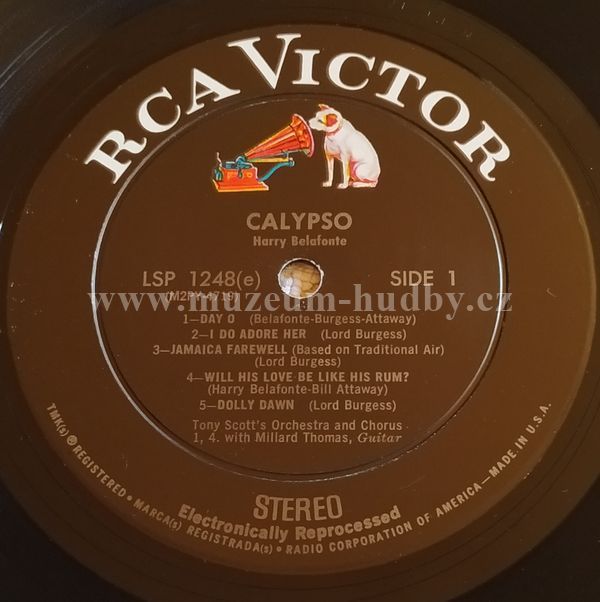 RCA VICTOR
CALYPSO
Harry Belafonte
LSP 1248(e) SIDE 1
(M2PY-4719)
www.muzeum-hudby.cz
1—DAY O (Belafonte-Burgess-Attaway)
2—I DO ADORE HER (Lord Burgess)
3—JAMAICA FAREWELL (Based on Traditional Air)
(Lord Burgess)
4—WILL HIS LOVE BE LIKE HIS RUM?
(Harry Belafonte-Bill Attaway)
5—DOLLY DAWN (Lord Burgess)
Tony Scott's Orchestra and Chorus
1, 4. with Millard Thomas, Guitar
STEREO
Electronically Reprocessed
TMK(s) ® REGISTERED • MARCA(s) REGISTRADA(s) • RADIO CORPORATION OF AMERICA—MADE IN U.S.A.